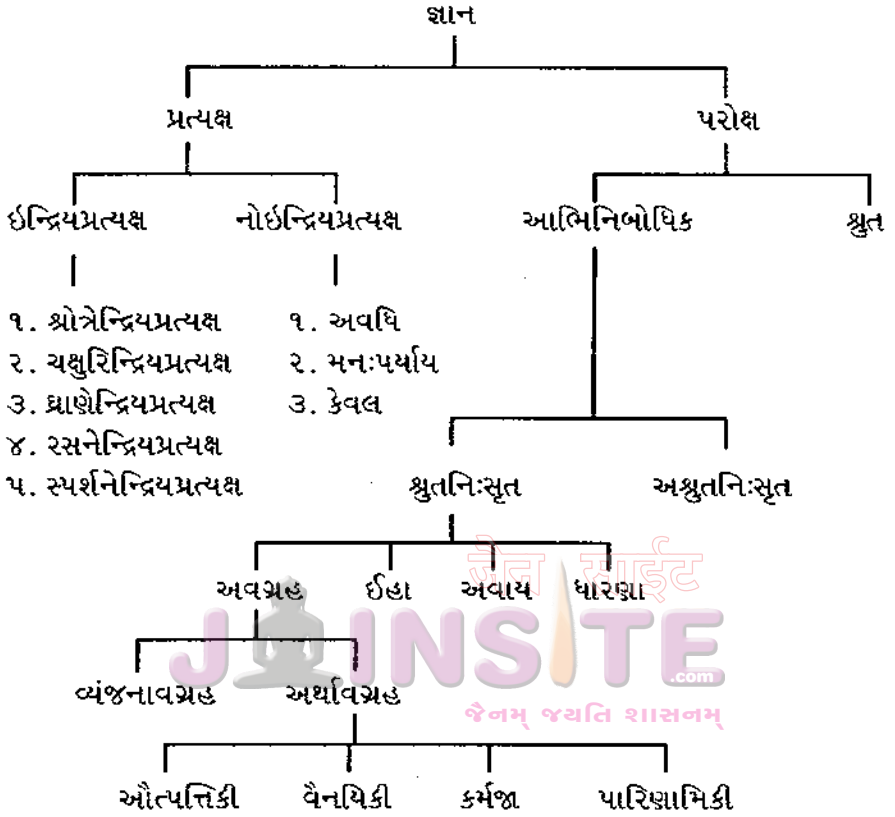 જ્ઞાન
પ્રત્યક્ષ પરોક્ષ
ઇન્દ્રિયપ્રત્યક્ષ નોઇન્દ્રિયપ્રત્યક્ષ આભિનિબોધિક શ્રુત
૧. શ્રોત્રેન્દ્રિયપ્રત્યક્ષ ૧. અવધિ
૨. ચક્ષુરિન્દ્રિયપ્રત્યક્ષ ૨. મનઃપર્યાય
૩. ઘ્રાણેન્દ્રિયપ્રત્યક્ષ ૩. કેવલ
૪. રસનેન્દ્રિયપ્રત્યક્ષ
૫. સ્પર્શનેન્દ્રિયપ્રત્યક્ષ શ્રુતનિઃસૃત અશ્રુતનિઃસૃત
जैन साईट
અવગ્રહ ઈહા અવાય ધારણા
JAINSITE.com
વ્યંજનાવગ્રહ અર્થાવગ્રહ
જૈનમ્ જયતિ શાસનમ્
ઔત્પત્તિકી વૈનયિકી કર્મજા પારિણામિકી